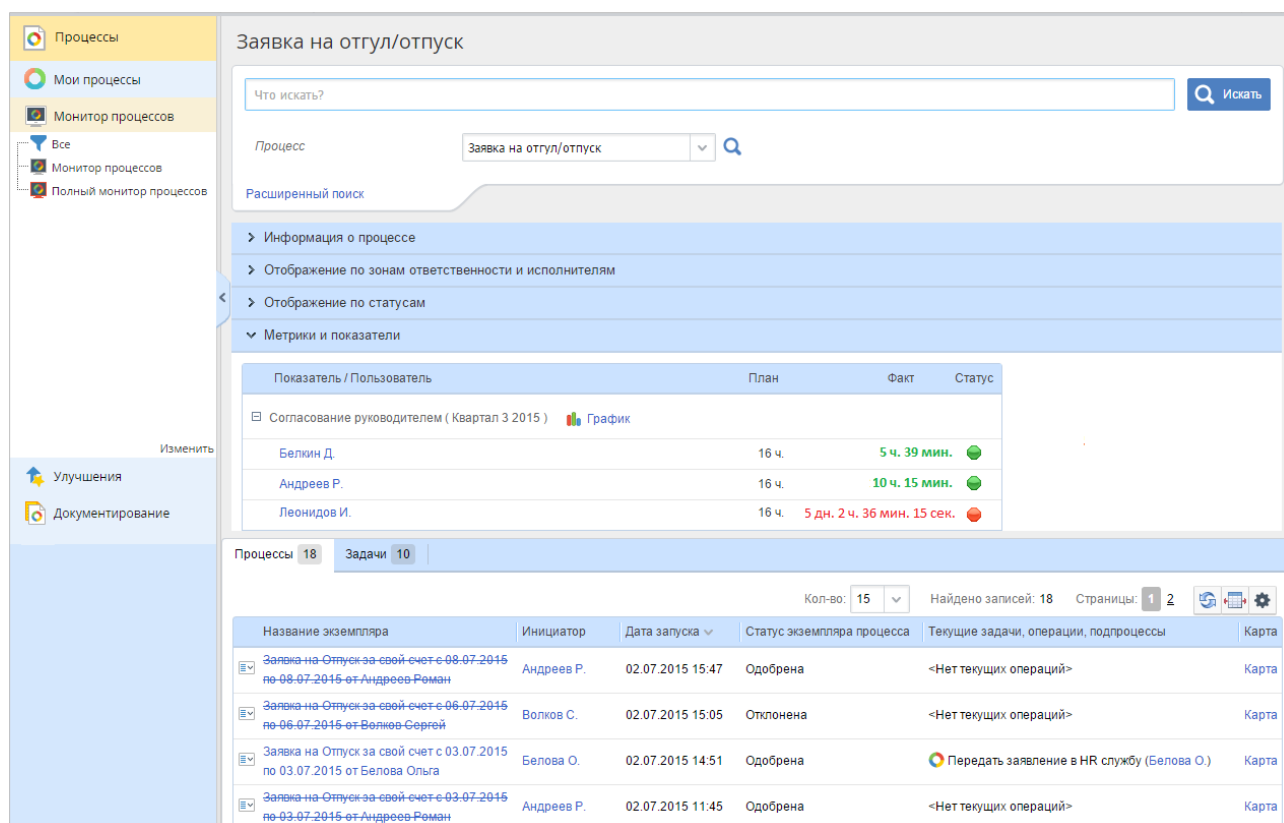 Процессы
Мои процессы
Монитор процессов
Все
Монитор процессов
Полный монитор процессов
Изменить
Улучшения
Документирование
Заявка на отгул/отпуск
Что искать?
Искать
Процесс
Заявка на отгул/отпуск
Расширенный поиск
Информация о процессе
Отображение по зонам ответственности и исполнителям
Отображение по статусам
Метрики и показатели
Показатель / Пользователь План Факт Статус
Согласование руководителем ( Квартал 3 2015 ) График
Белкин Д. 16 ч. 5 ч. 39 мин.
Андреев Р. 16 ч. 10 ч. 15 мин.
Леонидов И. 16 ч. 5 дн. 2 ч. 36 мин. 15 сек.
Процессы 18 Задачи 10
Кол-во: 15 Найдено записей: 18 Страницы: 1 2
Название экземпляра Инициатор Дата запуска Статус экземпляра процесса Текущие задачи, операции, подпроцессы Карта
Заявка на Отпуск за свой счет с 08.07.2015
по 08.07.2015 от Андреев Роман Андреев Р. 02.07.2015 15:47 Одобрена <Нет текущих операций> Карта
Заявка на Отпуск за свой счет с 06.07.2015
по 06.07.2015 от Волков Сергей Волков С. 02.07.2015 15:05 Отклонена <Нет текущих операций> Карта
Заявка на Отпуск за свой счет с 03.07.2015
по 03.07.2015 от Белова Ольга Белова О. 02.07.2015 14:51 Одобрена Передать заявление в HR службу (Белова О.) Карта
Заявка на Отпуск за свой счет с 03.07.2015
по 03.07.2015 от Андреев Роман Андреев Р. 02.07.2015 11:45 Одобрена <Нет текущих операций> Карта